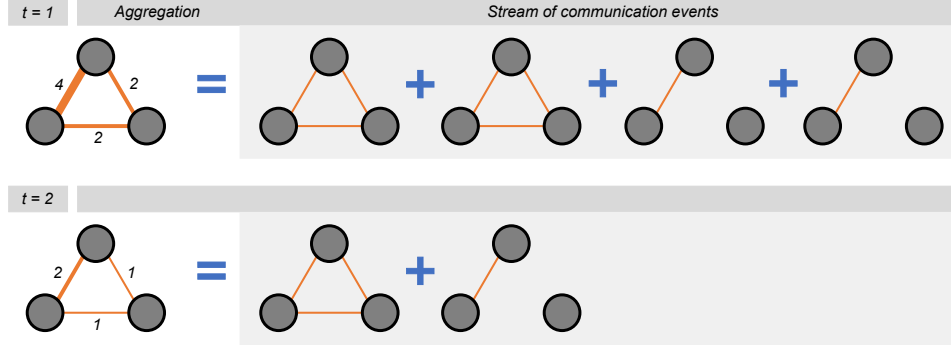 t = 1 Aggregation Stream of communication events
4 2
2
t = 2
2 1
1